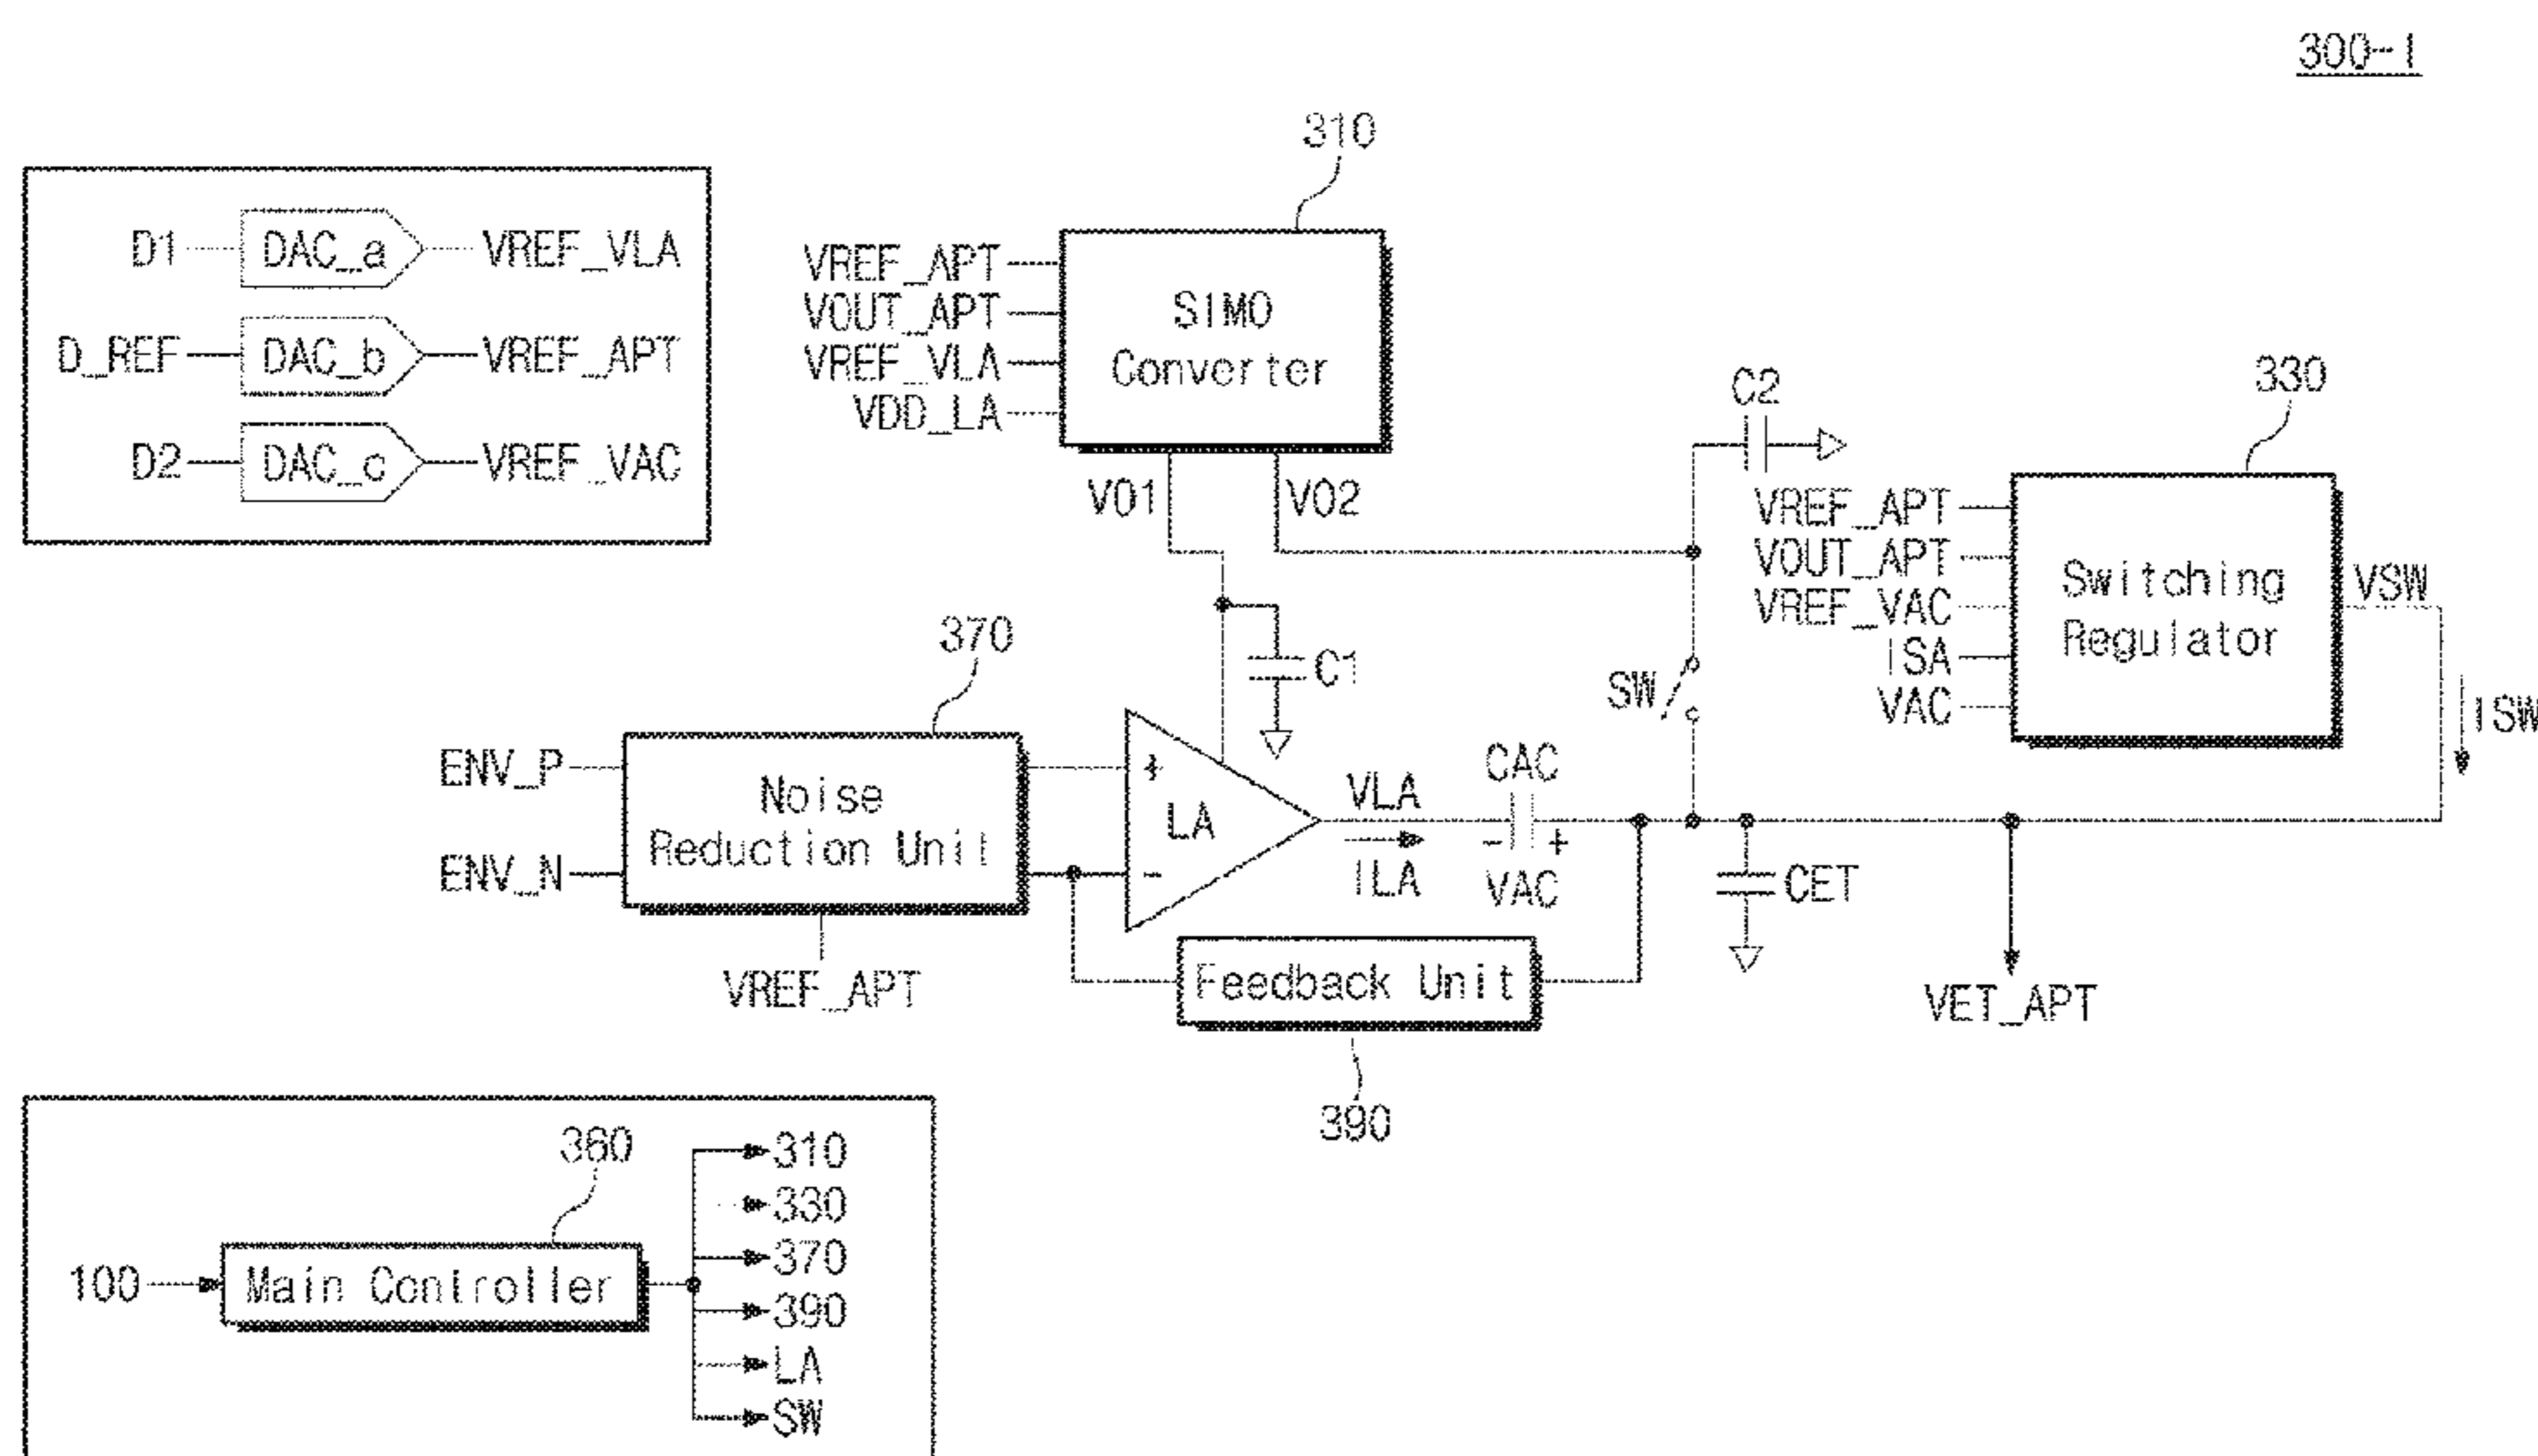 300-1
D1 DAC_a VREF_VLA
D_REF DAC_b VREF_APT
D2 DAC_c VREF_VAC
310
VREF_APT
VOUT_APT
VREF_VLA
VDD_LA
SIMO
Converter
VO1
VO2
C2
330
VREF_APT
VOUT_APT
VREF_VAC
ISA
VAC
Switching
Regulator
VSW
ISW
C1
SW
370
ENV_P
ENV_N
Noise
Reduction Unit
VREF_APT
+
LA
-
VLA
ILA
CAC
- +
VAC
CET
VET_APT
Feedback Unit
390
360
100
Main Controller
310
330
370
390
LA
SW